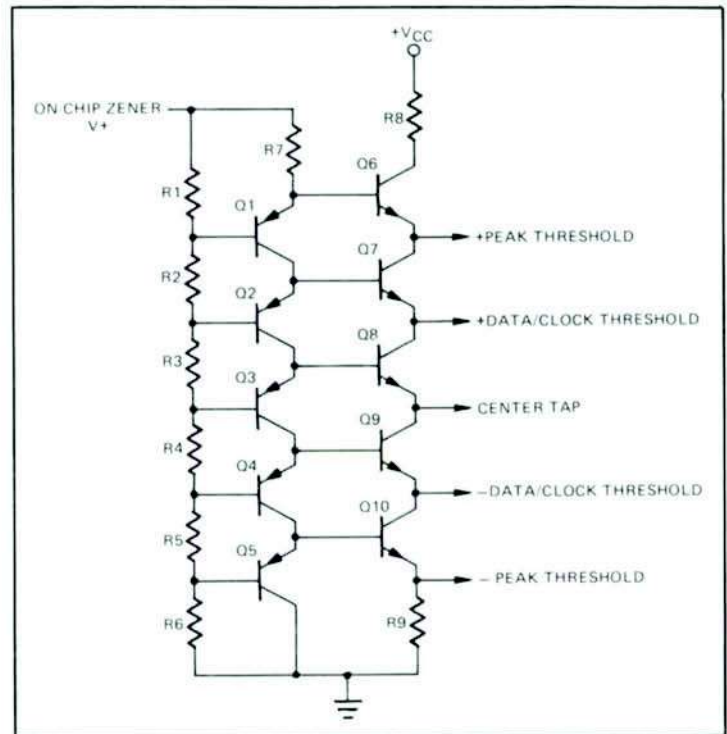 +VCC
ON CHIP ZENER
V+
R8
R7
Q6
R1
Q1
+PEAK THRESHOLD
Q7
R2
Q2
+DATA/CLOCK THRESHOLD
Q8
R3
Q3
CENTER TAP
Q9
R4
Q4
−DATA/CLOCK THRESHOLD
Q10
R5
Q5
− PEAK THRESHOLD
R6
R9